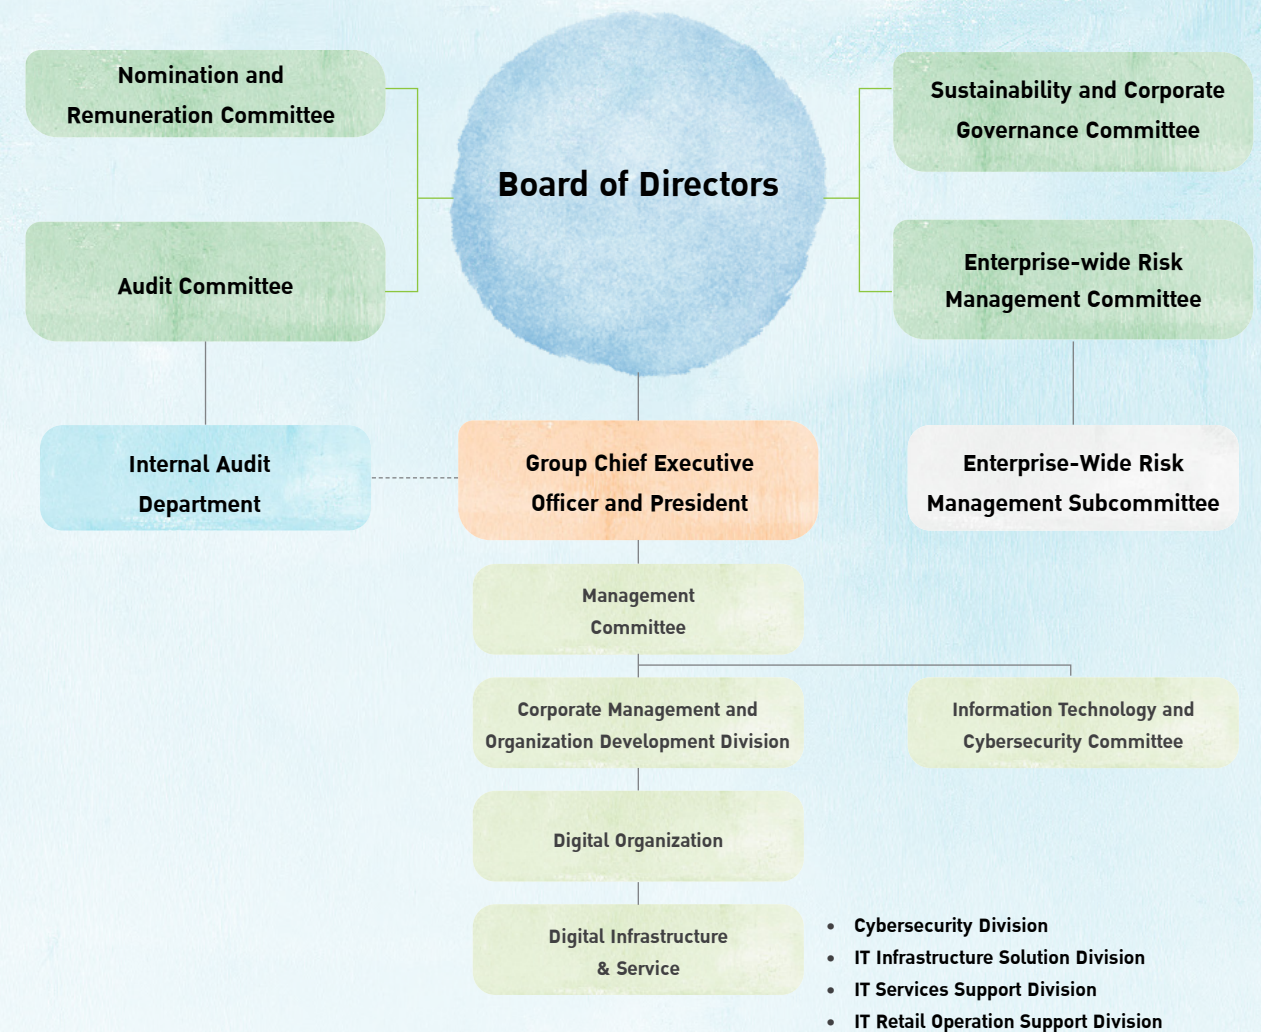 Nomination and
Remuneration Committee
Board of Directors
Sustainability and Corporate
Governance Committee
Audit Committee
Enterprise-wide Risk
Management Committee
Internal Audit
Department
Group Chief Executive
Officer and President
Enterprise-Wide Risk
Management Subcommittee
Management
Committee
Corporate Management and
Organization Development Division
Information Technology and
Cybersecurity Committee
Digital Organization
Digital Infrastructure
& Service
• Cybersecurity Division
• IT Infrastructure Solution Division
• IT Services Support Division
• IT Retail Operation Support Division